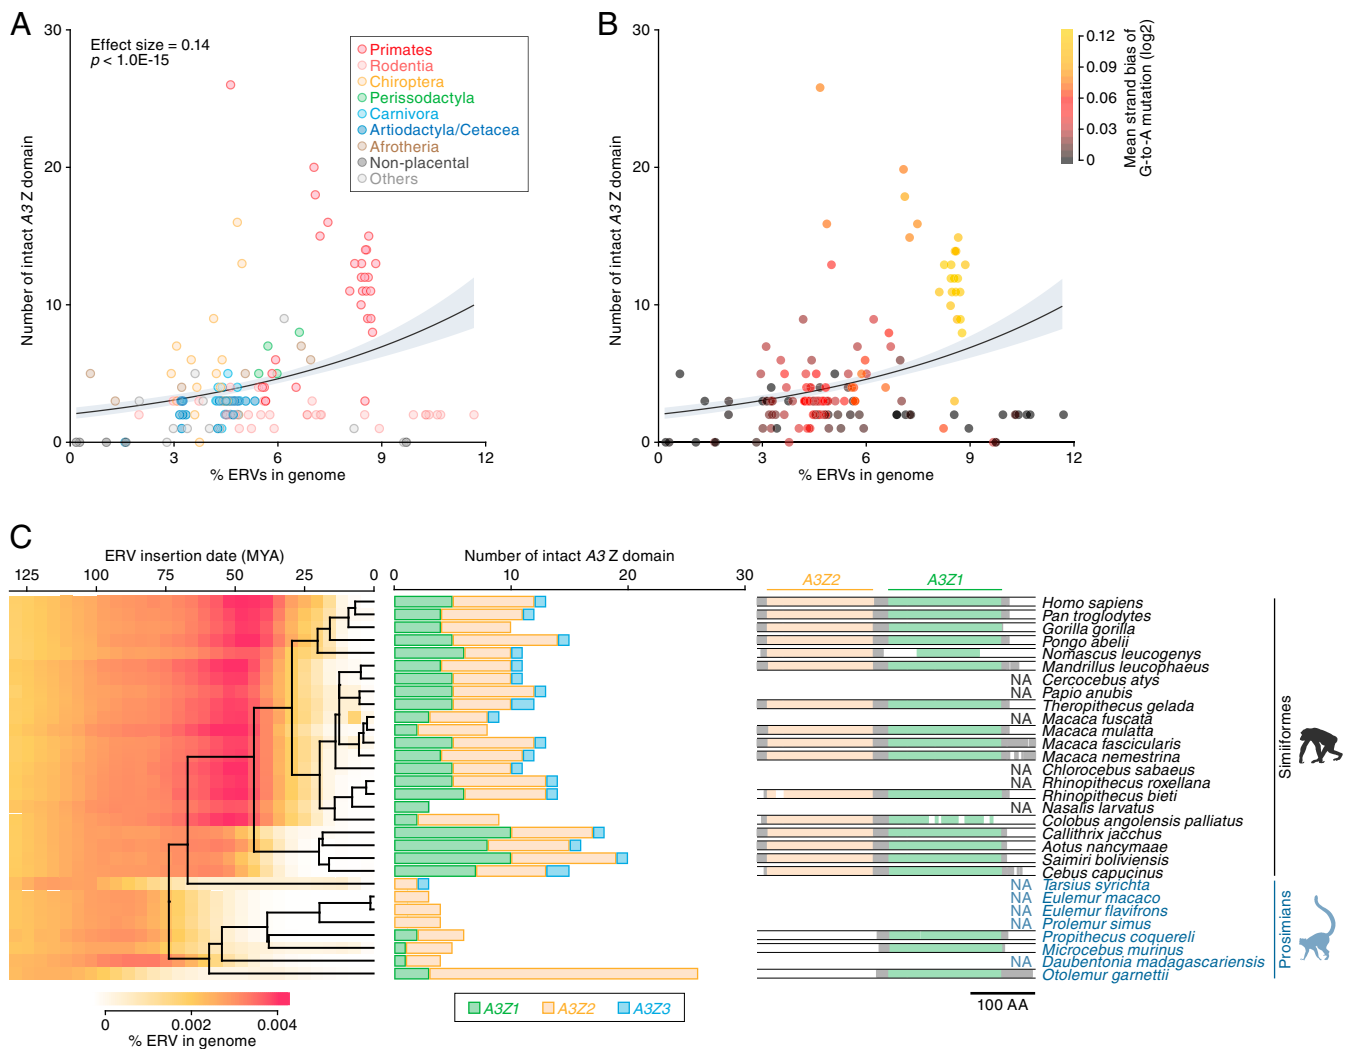 A
Effect size = 0.14
p < 1.0E-15
Number of intact A3 Z domain
30
20
10
0
0 3 6 9 12
% ERVs in genome
Primates
Rodentia
Chiroptera
Perissodactyla
Carnivora
Artiodactyla/Cetacea
Afrotheria
Non-placental
Others
B
Number of intact A3 Z domain
30
20
10
0
0 3 6 9 12
% ERVs in genome
0.12
0.09
0.06
0.03
0
Mean strand bias of
G-to-A mutation (log2)
C
ERV insertion date (MYA)
125 100 75 50 25 0
Number of intact A3 Z domain
0 10 20 30
A3Z2 A3Z1
Homo sapiens
Pan troglodytes
Gorilla gorilla
Pongo abelii
Nomascus leucogenys
Mandrillus leucophaeus
NA Cercocebus atys
NA Papio anubis
Theropithecus gelada
NA Macaca fuscata
Macaca mulatta
Macaca fascicularis
Macaca nemestrina
NA Chlorocebus sabaeus
NA Rhinopithecus roxellana
Rhinopithecus bieti
NA Nasalis larvatus
Colobus angolensis palliatus
Callithrix jacchus
Aotus nancymaae
Saimiri boliviensis
Cebus capucinus
NA Tarsius syrichta
NA Eulemur macaco
NA Eulemur flavifrons
NA Prolemur simus
Propithecus coquereli
Microcebus murinus
NA Daubentonia madagascariensis
Otolemur garnettii
Simiiformes
Prosimians
0 0.002 0.004
% ERV in genome
A3Z1 A3Z2 A3Z3
100 AA